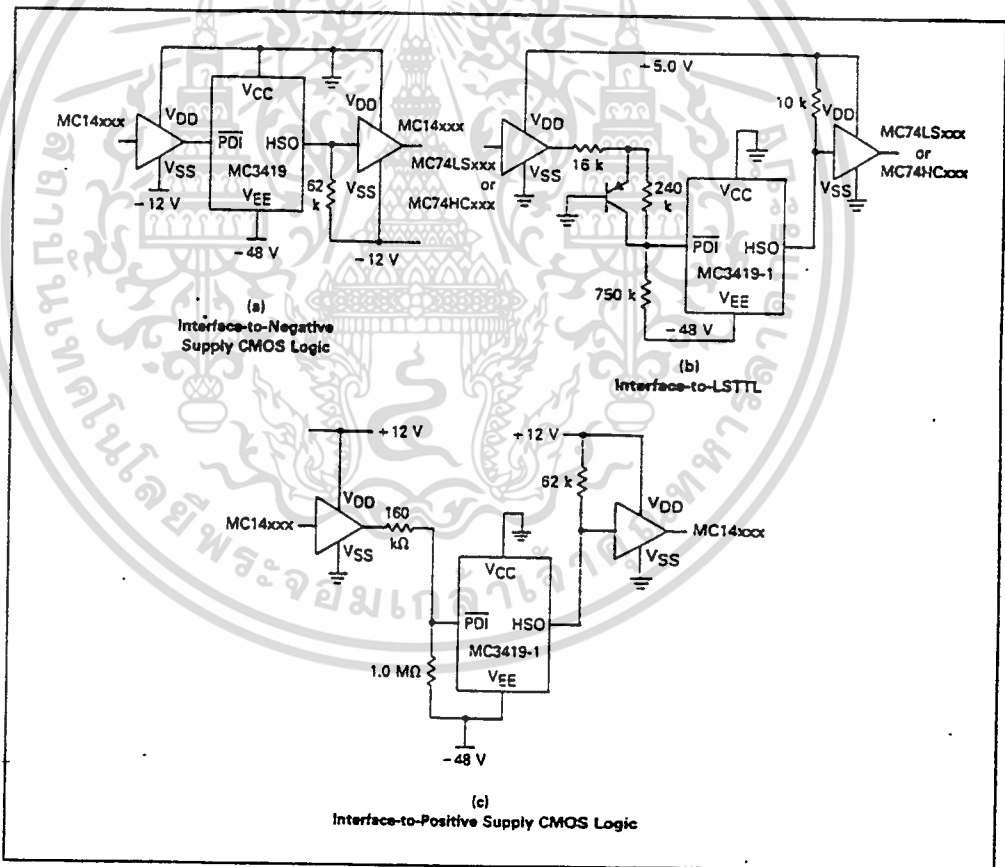 MC14xxx
VDD
VSS
-12 V
VCC
PDI
HSO
MC3419
VEE
-48 V
VDD
VSS
62
k
-12 V
MC14xxx
(a)
Interface-to-Negative
Supply CMOS Logic
+5.0 V
MC74LSxxx
or
MC74HCxxx
VDD
VSS
16 k
240
k
750 k
-48 V
VCC
PDI
HSO
MC3419-1
VEE
10 k
VDD
VSS
MC74LSxxx
or
MC74HCxxx
(b)
Interface-to-LSTTL
+12 V
MC14xxx
VDD
VSS
160
kΩ
1.0 MΩ
VCC
PDI
HSO
MC3419-1
VEE
-48 V
+12 V
62 k
VDD
VSS
MC14xxx
(c)
Interface-to-Positive Supply CMOS Logic